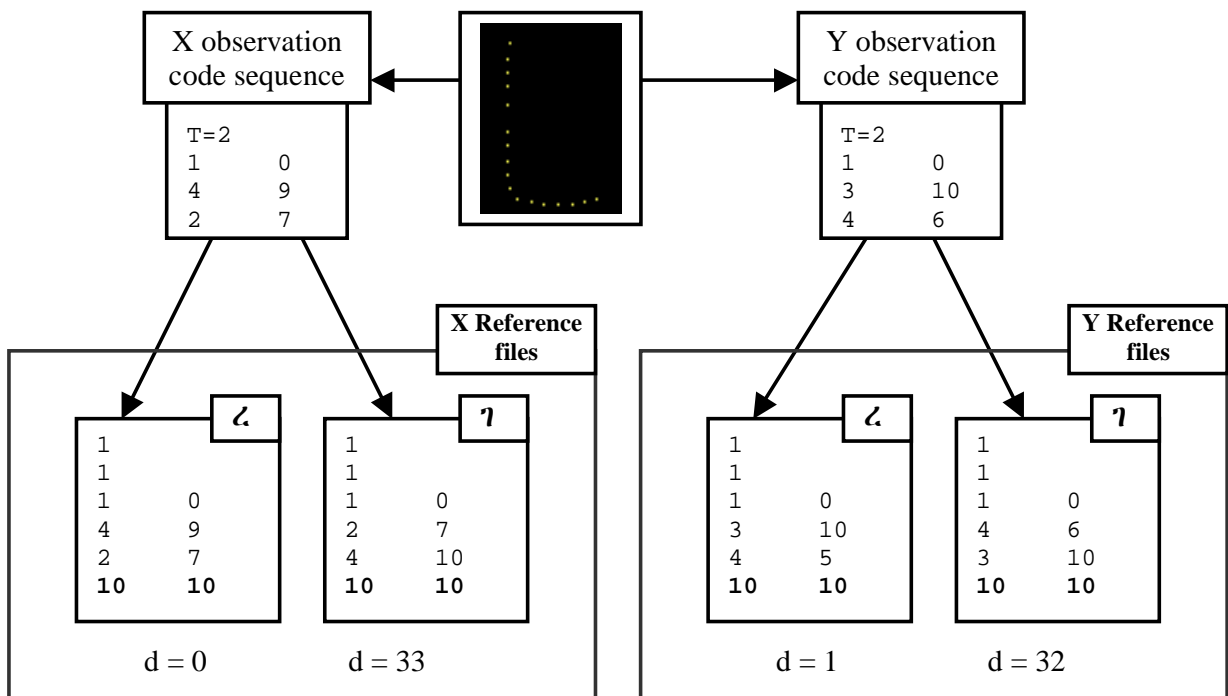 X observation
code sequence
T=2
1 0
4 9
2 7
Y observation
code sequence
T=2
1 0
3 10
4 6
X Reference
files
ረ
1
1
1 0
4 9
2 7
10 10
d = 0
ገ
1
1
1 0
2 7
4 10
10 10
d = 33
Y Reference
files
ረ
1
1
1 0
3 10
4 5
10 10
d = 1
ገ
1
1
1 0
4 6
3 10
10 10
d = 32